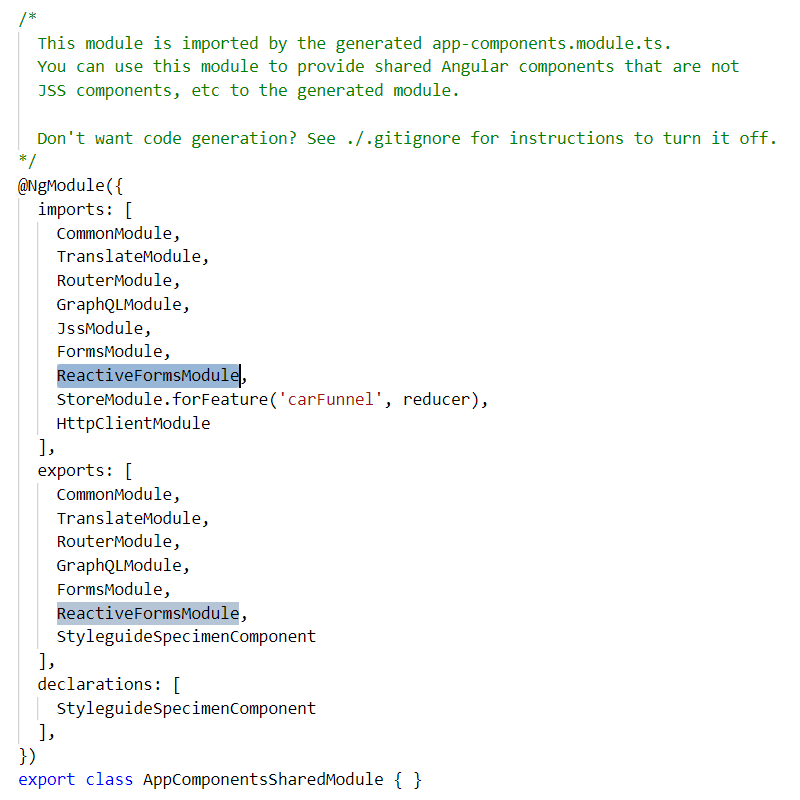 /*
This module is imported by the generated app-components.module.ts.
You can use this module to provide shared Angular components that are not
JSS components, etc to the generated module.
Don't want code generation? See ./.gitignore for instructions to turn it off.
*/
@NgModule({
imports: [
CommonModule,
TranslateModule,
RouterModule,
GraphQLModule,
JssModule,
FormsModule,
ReactiveFormsModule,
StoreModule.forFeature('carFunnel', reducer),
HttpClientModule
],
exports: [
CommonModule,
TranslateModule,
RouterModule,
GraphQLModule,
FormsModule,
ReactiveFormsModule,
StyleguideSpecimenComponent
],
declarations: [
StyleguideSpecimenComponent
],
})
export class AppComponentsSharedModule { }